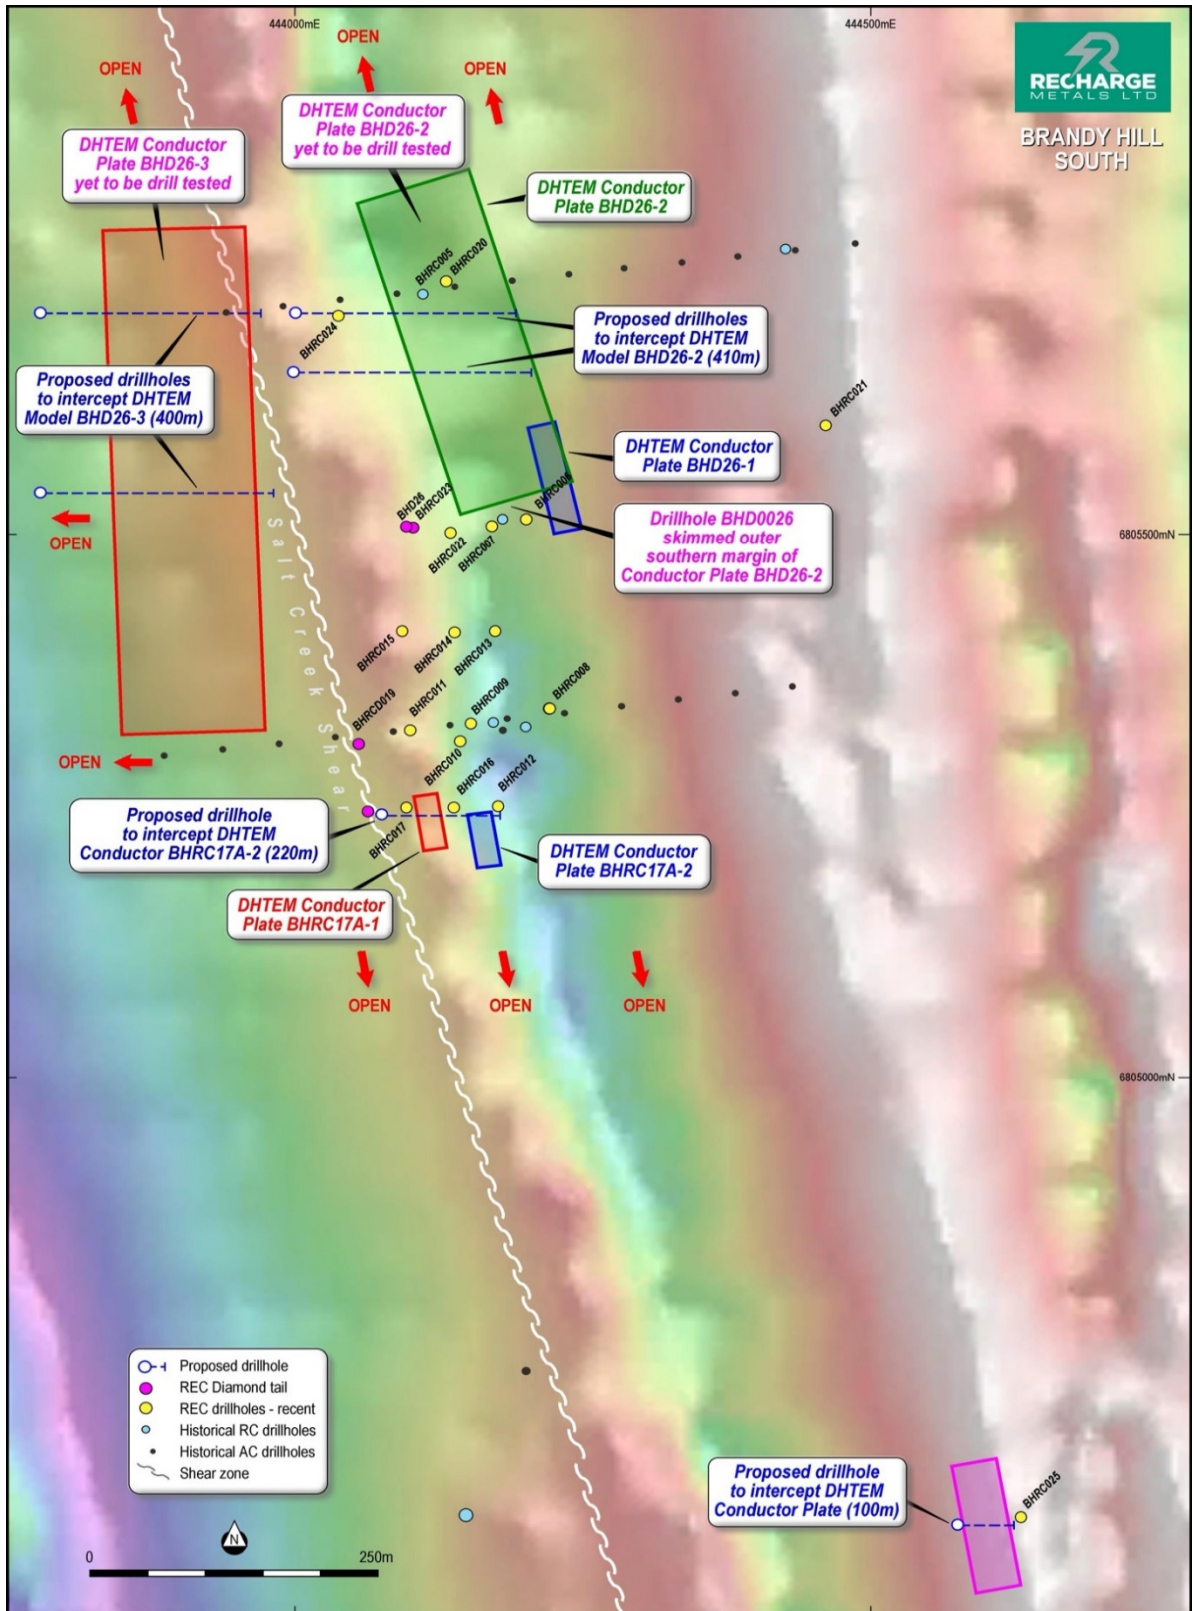 444000mE
444500mE
OPEN
OPEN
OPEN
RECHARGE
METALS LTD
BRANDY HILL
SOUTH
DHTEM Conductor
Plate BHD26-3
yet to be drill tested
DHTEM Conductor
Plate BHD26-2
yet to be drill tested
DHTEM Conductor
Plate BHD26-2
BHRC005
BHRC020
BHRC024
Proposed drillholes
to intercept DHTEM
Model BHD26-2 (410m)
Proposed drillholes
to intercept DHTEM
Model BHD26-3 (400m)
BHRC021
DHTEM Conductor
Plate BHD26-1
BHD26
BHRC023
BHRC022
BHRC007
BHRC006
OPEN
Drillhole BHD0026
skimmed outer
southern margin of
Conductor Plate BHD26-2
6805500mN
Salt Creek Shear
BHRC015
BHRC014
BHRC013
BHRCD019
BHRC011
BHRC009
BHRC008
OPEN
BHRC010
BHRC016
BHRC012
BHRC017
Proposed drillhole
to intercept DHTEM
Conductor BHRC17A-2 (220m)
DHTEM Conductor
Plate BHRC17A-2
DHTEM Conductor
Plate BHRC17A-1
OPEN
OPEN
OPEN
6805000mN
Proposed drillhole
REC Diamond tail
REC drillholes - recent
Historical RC drillholes
Historical AC drillholes
Shear zone
N
0
250m
Proposed drillhole
to intercept DHTEM
Conductor Plate (100m)
BHRC025